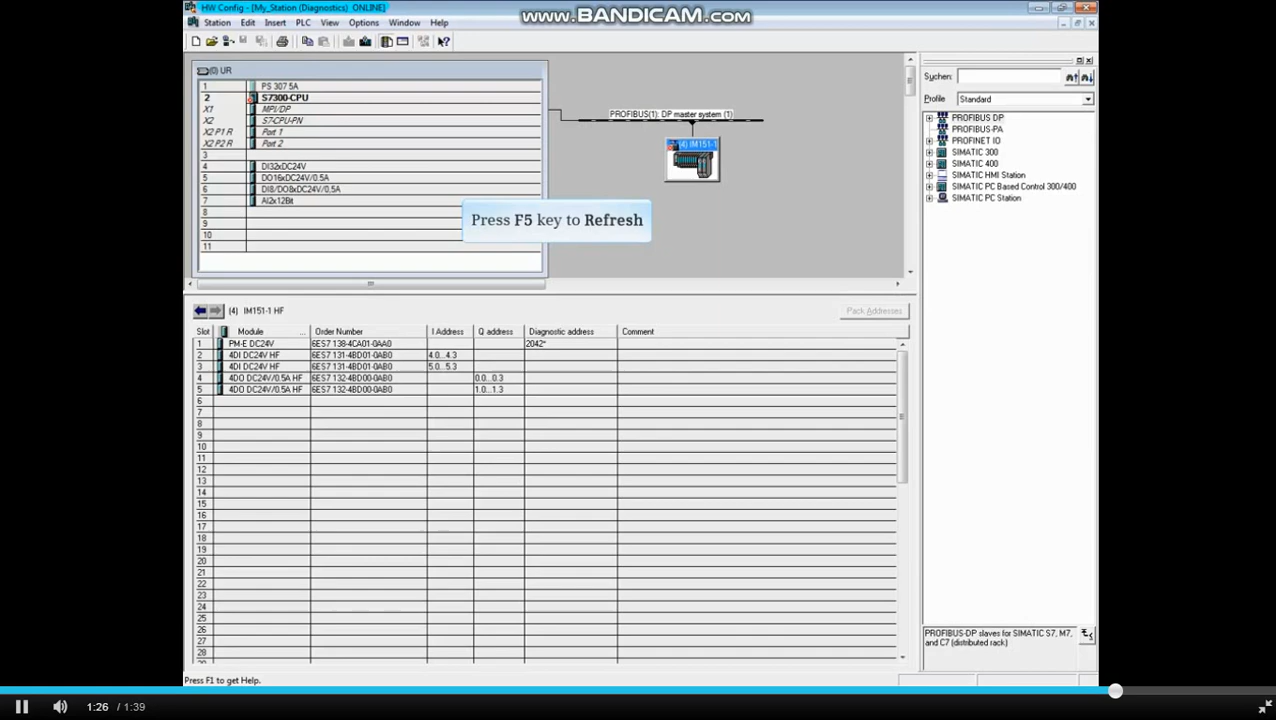 HW Config - [My_Station (Diagnostics) ONLINE]
www.BANDICAM.com
Station Edit Insert PLC View Options Window Help
(0) UR
1 PS 307 5A
2 S7300-CPU
X1 MPI/DP
X2 S7-CPU-PN
X2 P1 R Port 1
X2 P2 R Port 2
3
4 DI32xDC24V
5 DO16xDC24V/0.5A
6 DI8/DO8xDC24V/0,5A
7 AI2x12Bit
8
9
10
11
PROFIBUS(1): DP master system (1)
(4) IM151-1
Press F5 key to Refresh
Suchen:
Profile Standard
PROFIBUS DP
PROFIBUS-PA
PROFINET IO
SIMATIC 300
SIMATIC 400
SIMATIC HMI Station
SIMATIC PC Based Control 300/400
SIMATIC PC Station
(4) IM151-1 HF
Pack Addresses
Slot Module ... Order Number I Address Q address Diagnostic address Comment
1 PM-E DC24V 6ES7 138-4CA01-0AA0 2042*
2 4DI DC24V HF 6ES7 131-4BD01-0AB0 4.0...4.3
3 4DI DC24V HF 6ES7 131-4BD01-0AB0 5.0...5.3
4 4DO DC24V/0.5A HF 6ES7 132-4BD00-0AB0 0.0...0.3
5 4DO DC24V/0.5A HF 6ES7 132-4BD00-0AB0 1.0...1.3
6
7
8
9
10
11
12
13
14
15
16
17
18
19
20
21
22
23
24
25
26
27
28
PROFIBUS-DP slaves for SIMATIC S7, M7,
and C7 (distributed rack)
Press F1 to get Help.
1:26 / 1:39